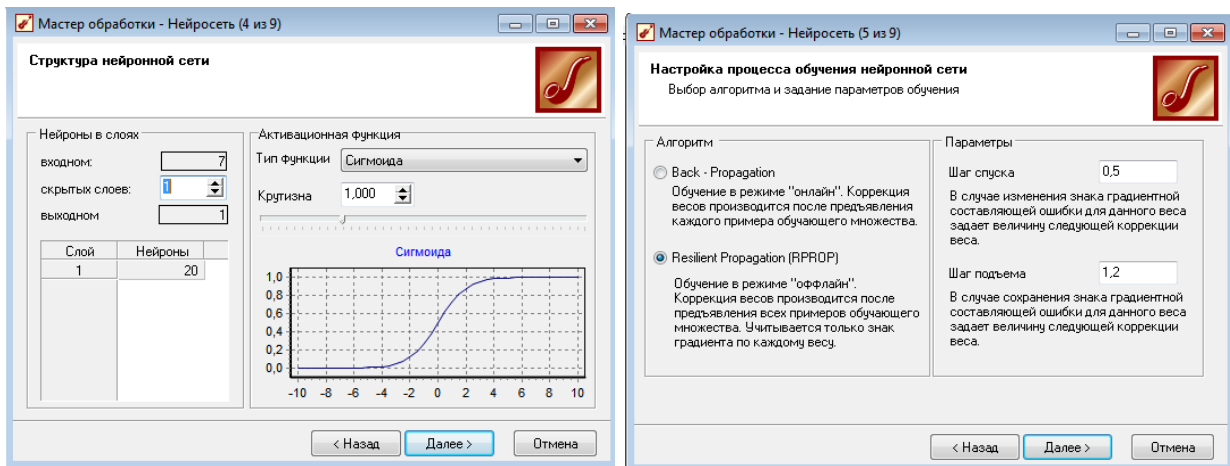 Мастер обработки - Нейросеть (4 из 9)
Структура нейронной сети
Нейроны в слоях
входном: 7
скрытых слоев: 1
выходном 1
Слой Нейроны
1 20
Активационная функция
Тип функции Сигмоида
Крутизна 1,000
Сигмоида
1,0
0,8
0,6
0,4
0,2
0,0
-10 -8 -6 -4 -2 0 2 4 6 8 10
< Назад Далее > Отмена
Мастер обработки - Нейросеть (5 из 9)
Настройка процесса обучения нейронной сети
Выбор алгоритма и задание параметров обучения
Алгоритм
Back - Propagation
Обучение в режиме "онлайн". Коррекция
весов производится после предъявления
каждого примера обучающего множества.
Resilient Propagation (RPROP)
Обучение в режиме "оффлайн".
Коррекция весов производится после
предъявления всех примеров обучающего
множества. Учитывается только знак
градиента по каждому весу.
Параметры
Шаг спуска 0,5
В случае изменения знака градиентной
составляющей ошибки для данного веса
задает величину следующей коррекции
веса.
Шаг подъема 1,2
В случае сохранения знака градиентной
составляющей ошибки для данного веса
задает величину следующей коррекции
веса.
< Назад Далее > Отмена